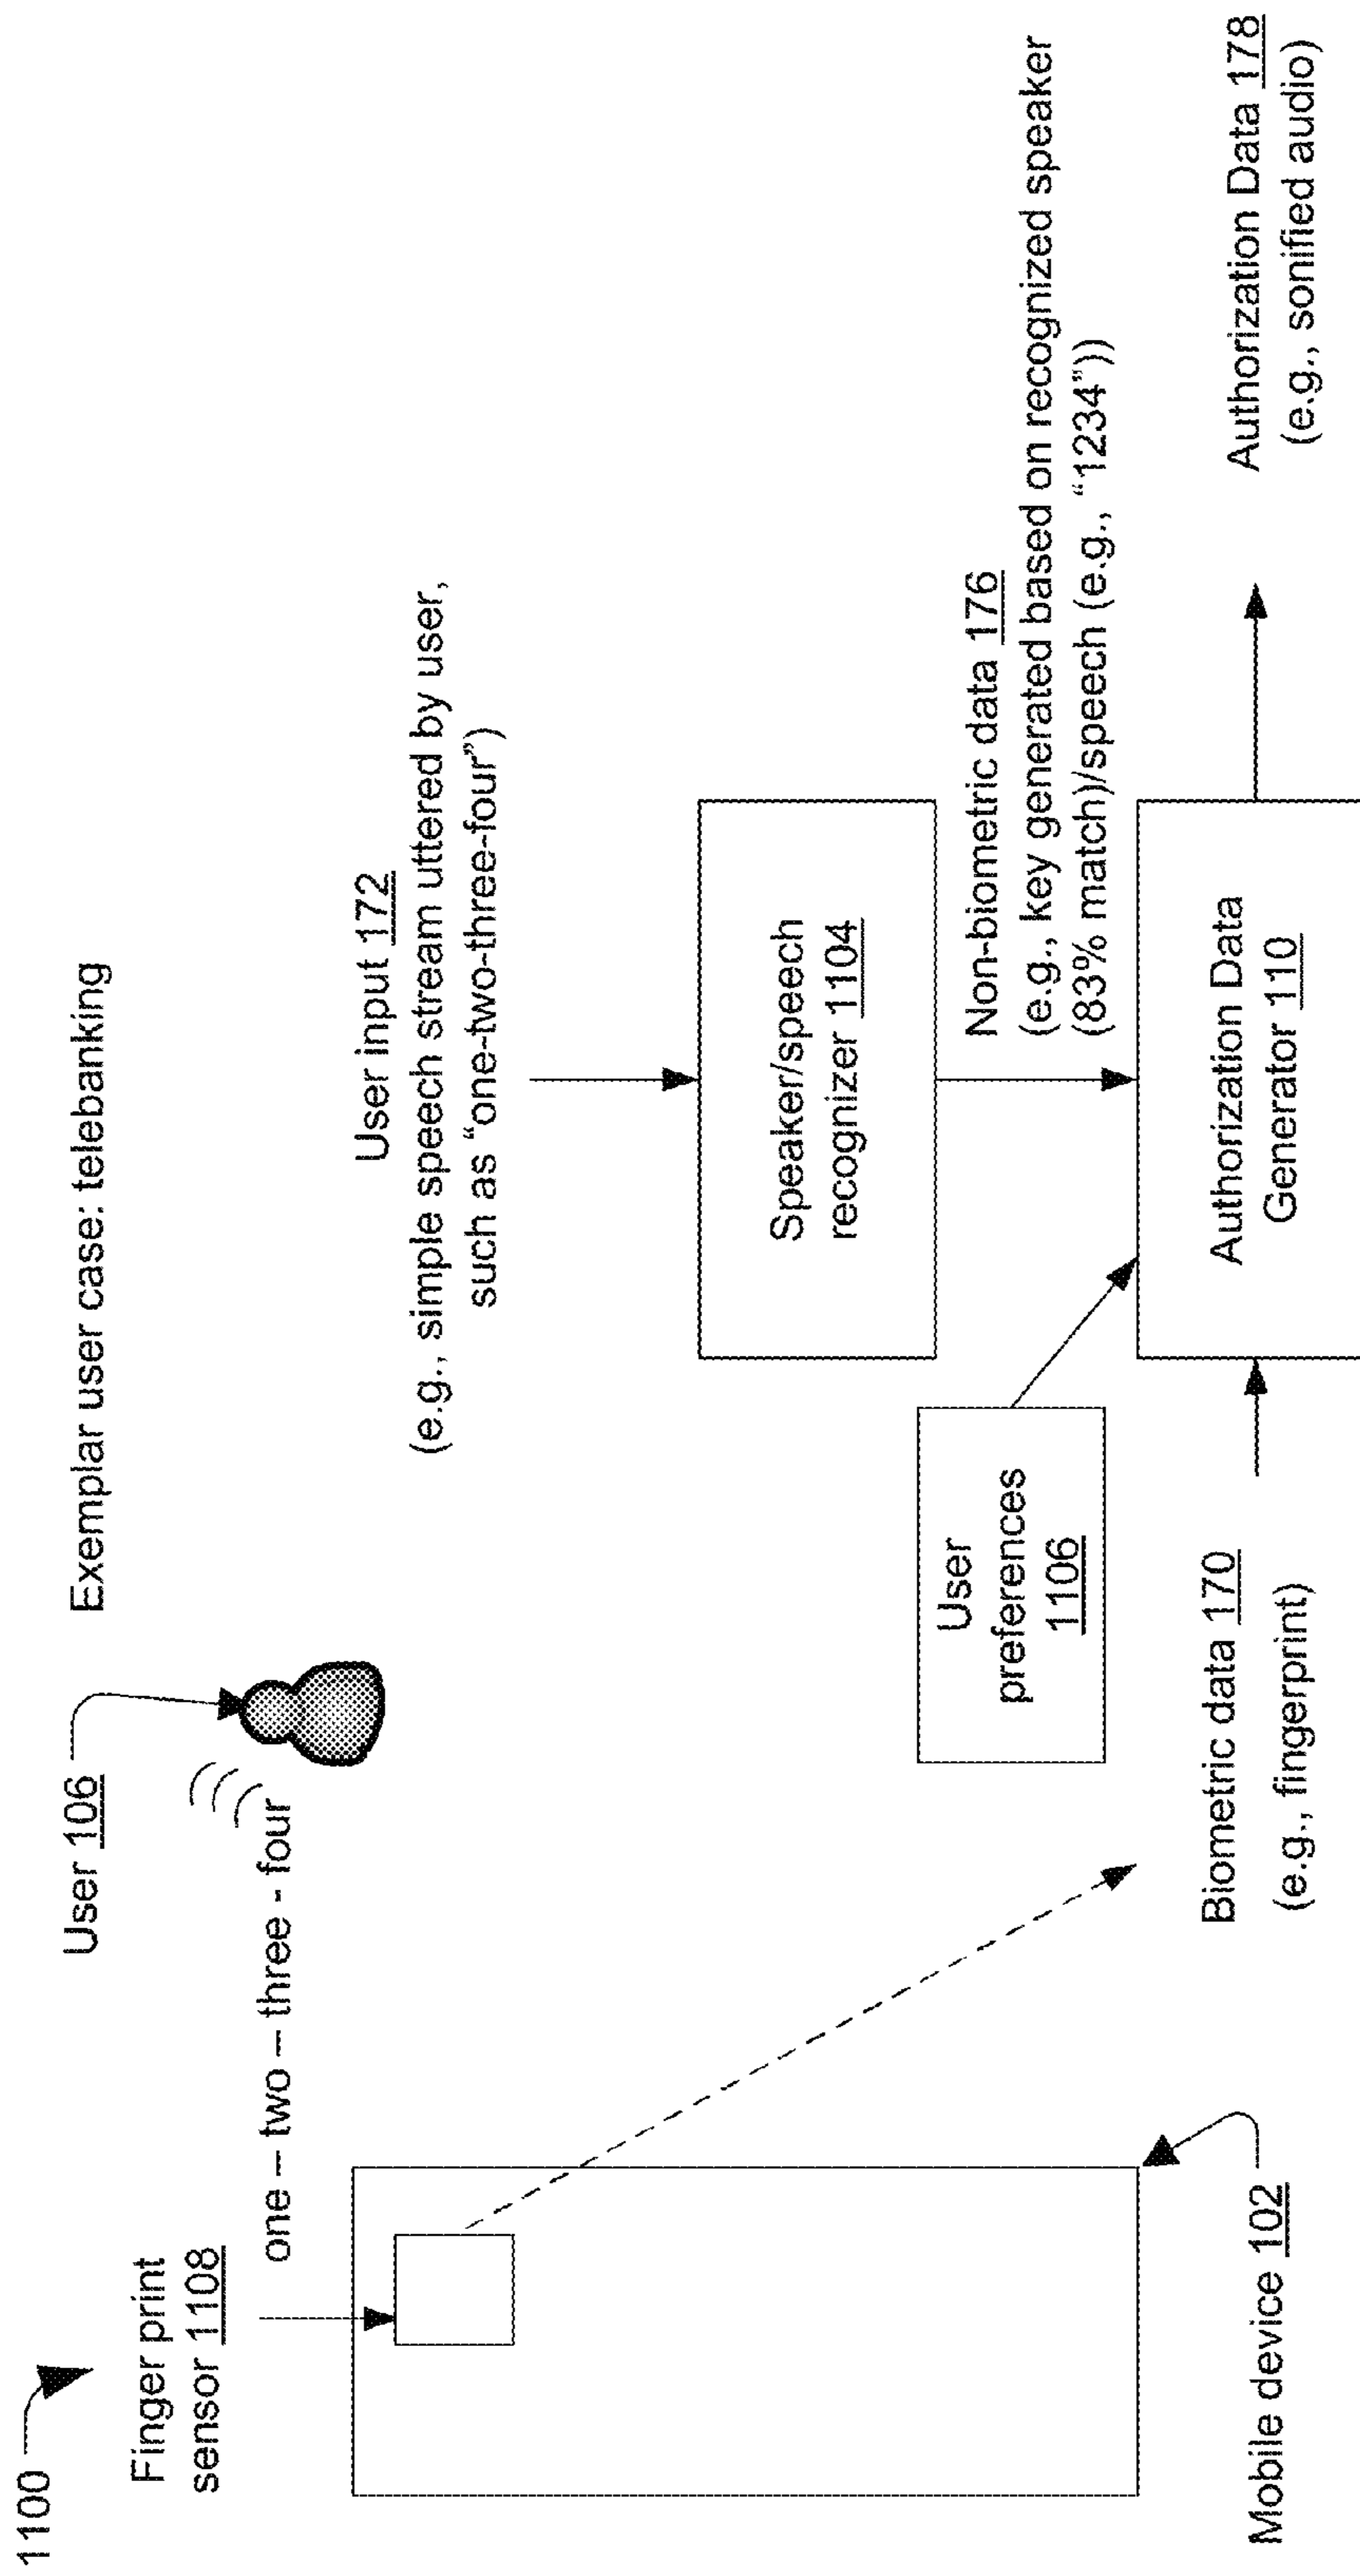 1100
Exemplar user case: telebanking
User 106
Finger print
sensor 1108
one – two – three - four
User input 172
(e.g., simple speech stream uttered by user,
such as “one-two-three-four”)
Speaker/speech
recognizer 1104
User
preferences
1106
Non-biometric data 176
(e.g., key generated based on recognized speaker
(83% match)/speech (e.g., “1234”))
Mobile device 102
Biometric data 170
(e.g., fingerprint)
Authorization Data
Generator 110
Authorization Data 178
(e.g., sonified audio)